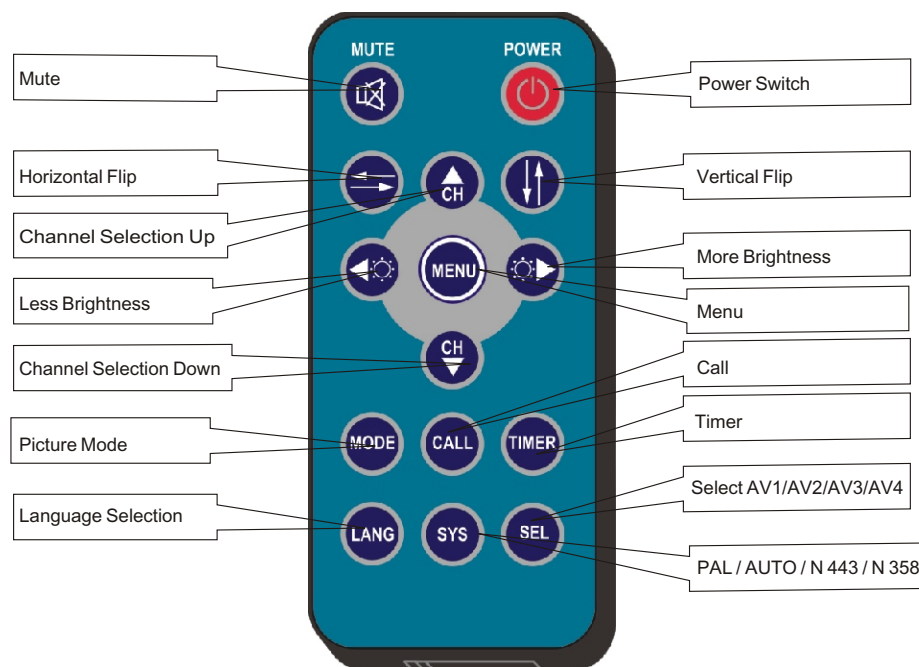 MUTE POWER
Mute
Power Switch
Horizontal Flip
CH
Vertical Flip
Channel Selection Up
More Brightness
MENU
Less Brightness
Menu
CH
Channel Selection Down
Call
Picture Mode
MODE CALL TIMER
Timer
Select AV1/AV2/AV3/AV4
Language Selection
LANG SYS SEL
PAL / AUTO / N 443 / N 358